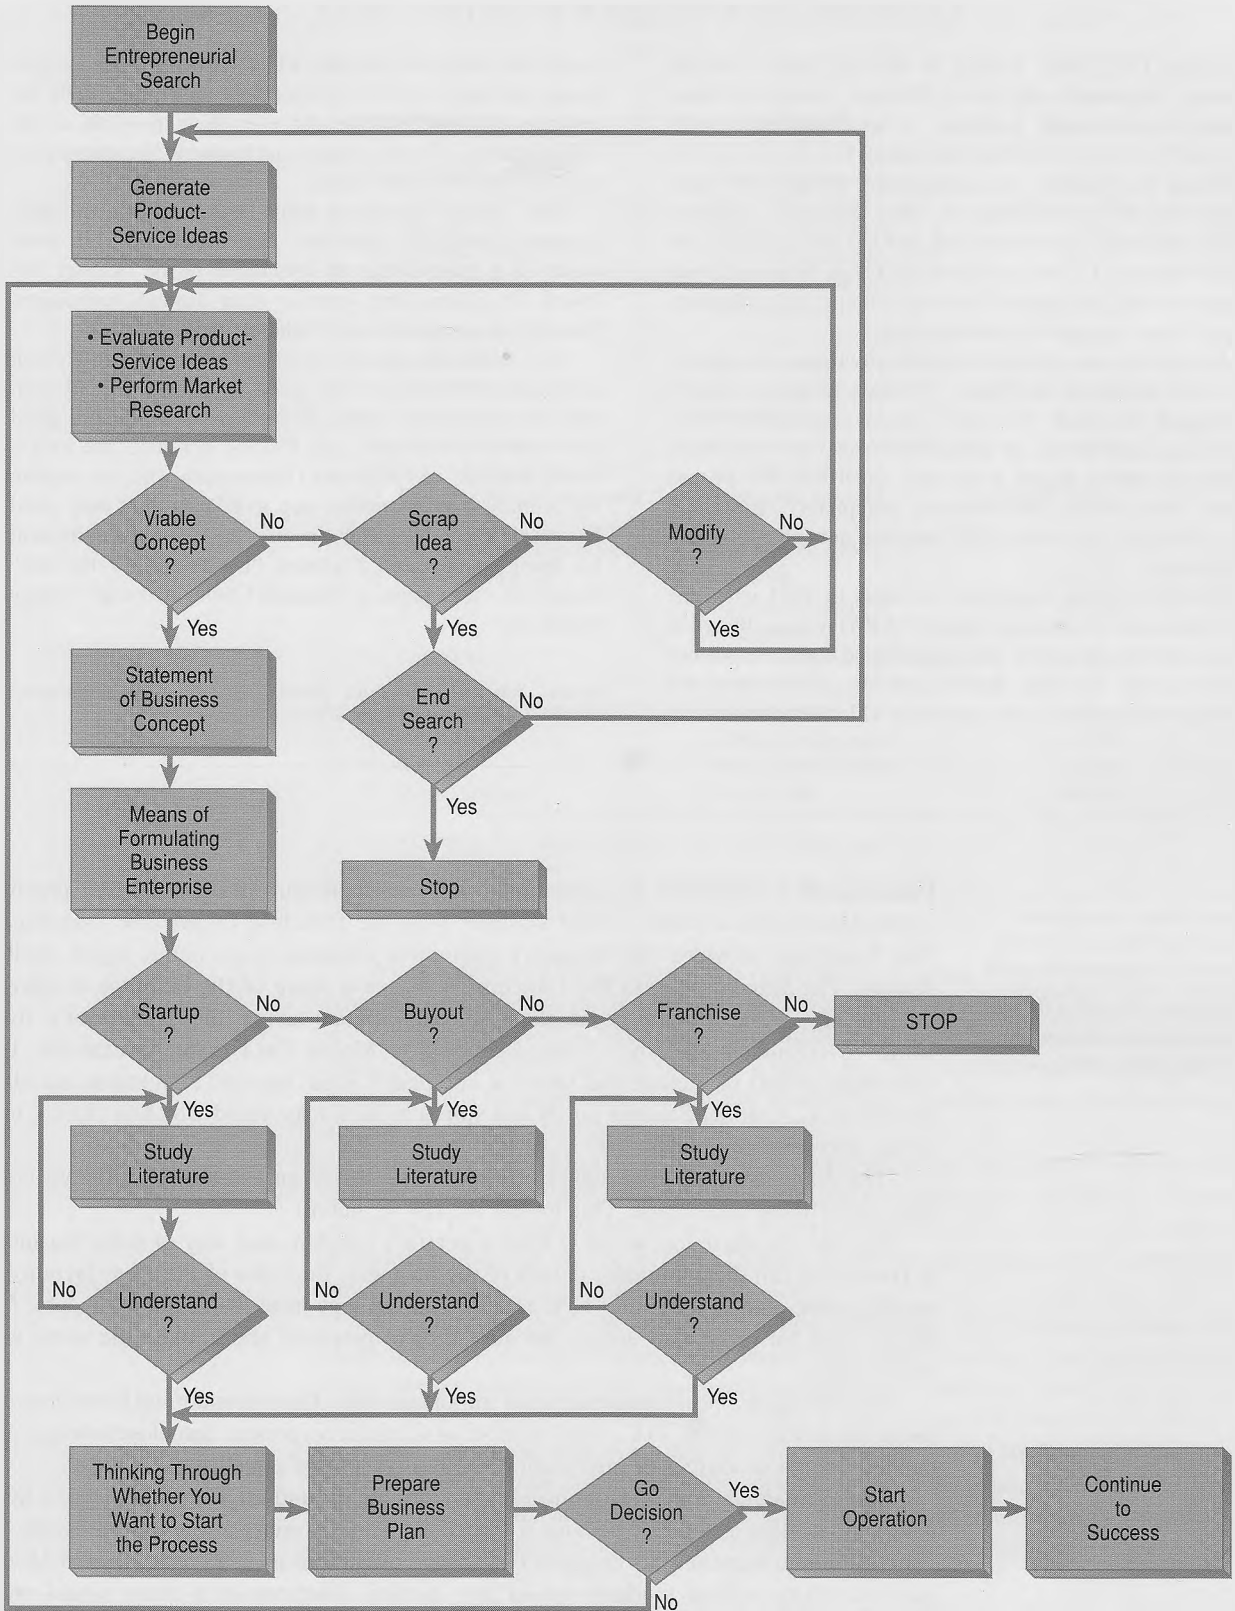 Begin
Entrepreneurial
Search
Generate
Product-
Service Ideas
• Evaluate Product-
Service Ideas
• Perform Market
Research
Viable
Concept
?
No
Scrap
Idea
?
No
Modify
?
No
Yes
Yes
Yes
Statement
of Business
Concept
End
Search
?
No
Yes
Means of
Formulating
Business
Enterprise
Stop
Startup
?
No
Buyout
?
No
Franchise
?
No
STOP
Yes
Yes
Yes
Study
Literature
Study
Literature
Study
Literature
No
Understand
?
No
Understand
?
No
Understand
?
Yes
Yes
Yes
Thinking Through
Whether You
Want to Start
the Process
Prepare
Business
Plan
Go
Decision
?
Yes
Start
Operation
Continue
to
Success
No